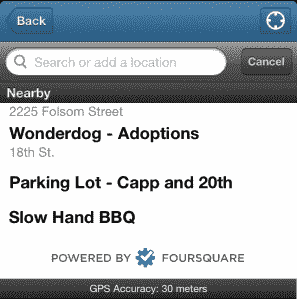 Back
Search or add a location
Cancel
Nearby
2225 Folsom Street
Wonderdog - Adoptions
18th St.
Parking Lot - Capp and 20th
Slow Hand BBQ
POWERED BY FOURSQUARE
GPS Accuracy: 30 meters